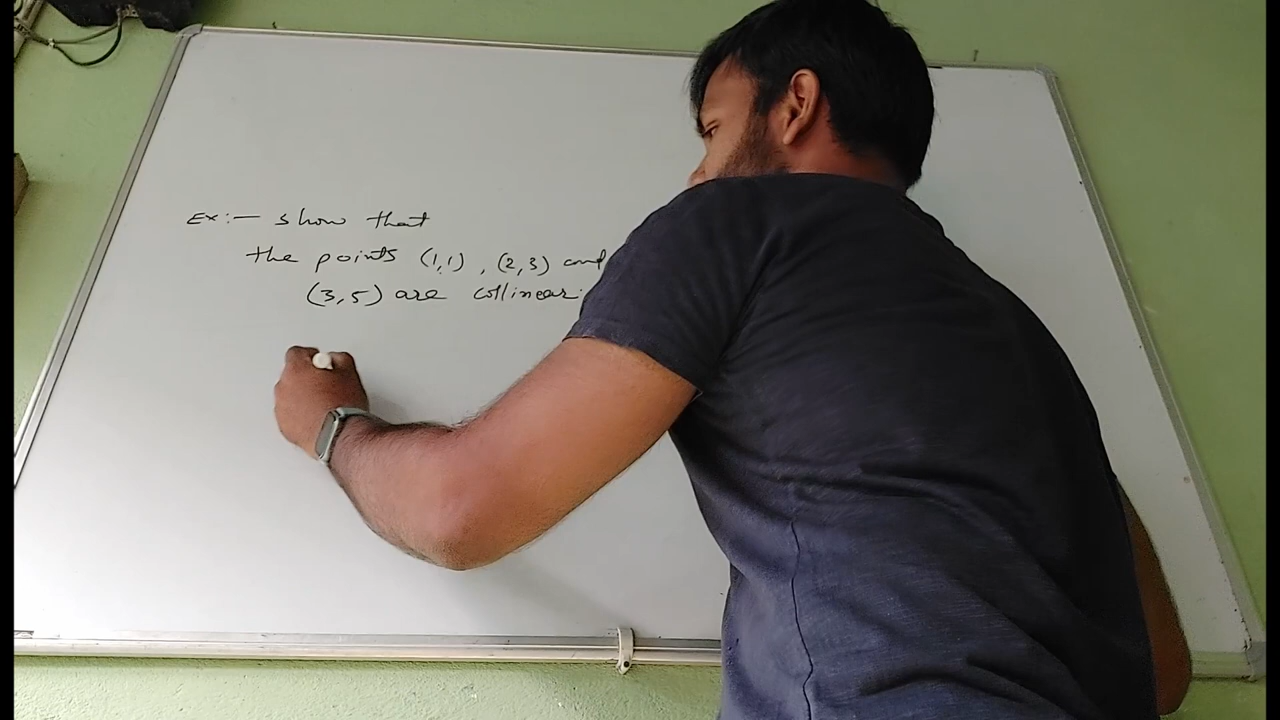 Ex:- show that
the points (1,1), (2,3) and
(3,5) are collinear